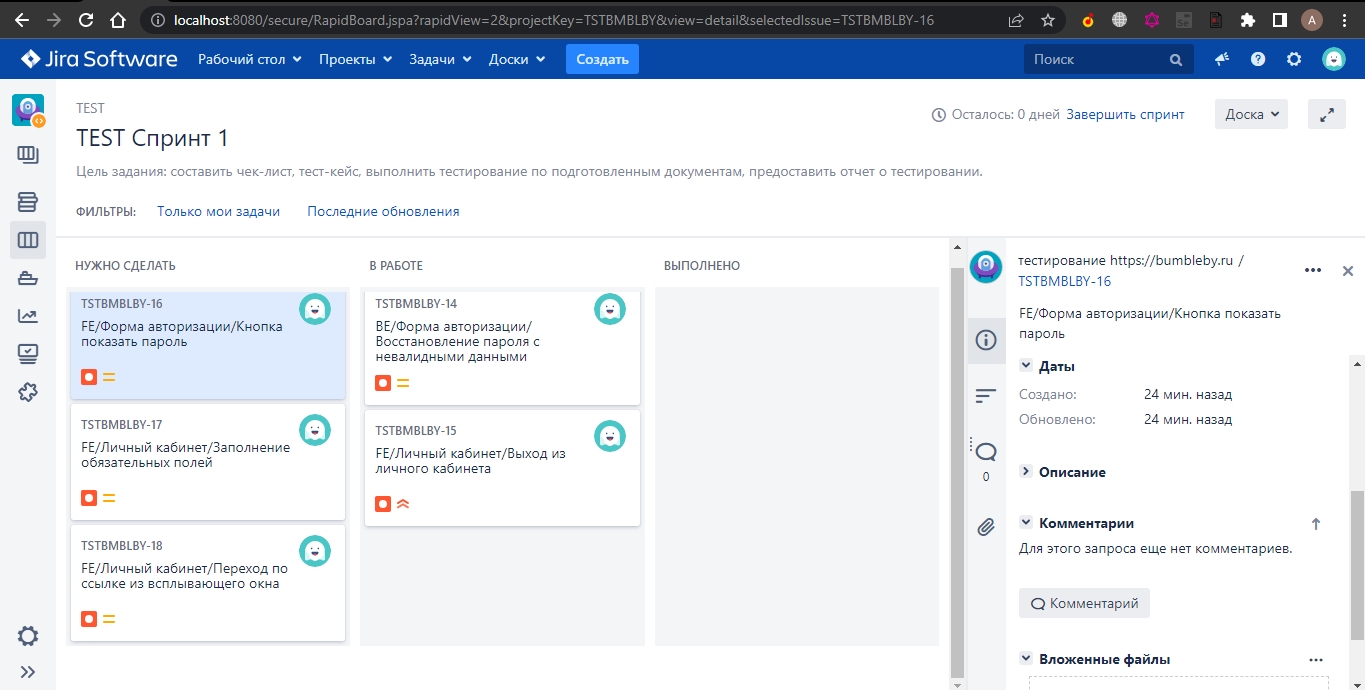 localhost:8080/secure/RapidBoard.jspa?rapidView=2&projectKey=TSTBMBLBY&view=detail&selectedIssue=TSTBMBLBY-16
A
Jira Software
Рабочий стол
Проекты
Задачи
Доски
Создать
Поиск
TEST
TEST Спринт 1
Осталось: 0 дней
Завершить спринт
Доска
Цель задания: составить чек-лист, тест-кейс, выполнить тестирование по подготовленным документам, предоставить отчет о тестировании.
ФИЛЬТРЫ:
Только мои задачи
Последние обновления
НУЖНО СДЕЛАТЬ
TSTBMBLBY-16
FE/Форма авторизации/Кнопка
показать пароль
TSTBMBLBY-17
FE/Личный кабинет/Заполнение
обязательных полей
TSTBMBLBY-18
FE/Личный кабинет/Переход по
ссылке из всплывающего окна
В РАБОТЕ
TSTBMBLBY-14
BE/Форма авторизации/
Восстановление пароля с
невалидными данными
TSTBMBLBY-15
FE/Личный кабинет/Выход из
личного кабинета
ВЫПОЛНЕНО
0
тестирование https://bumbleby.ru /
TSTBMBLBY-16
FE/Форма авторизации/Кнопка показать
пароль
Даты
Создано: 24 мин. назад
Обновлено: 24 мин. назад
Описание
Комментарии
Для этого запроса еще нет комментариев.
Комментарий
Вложенные файлы